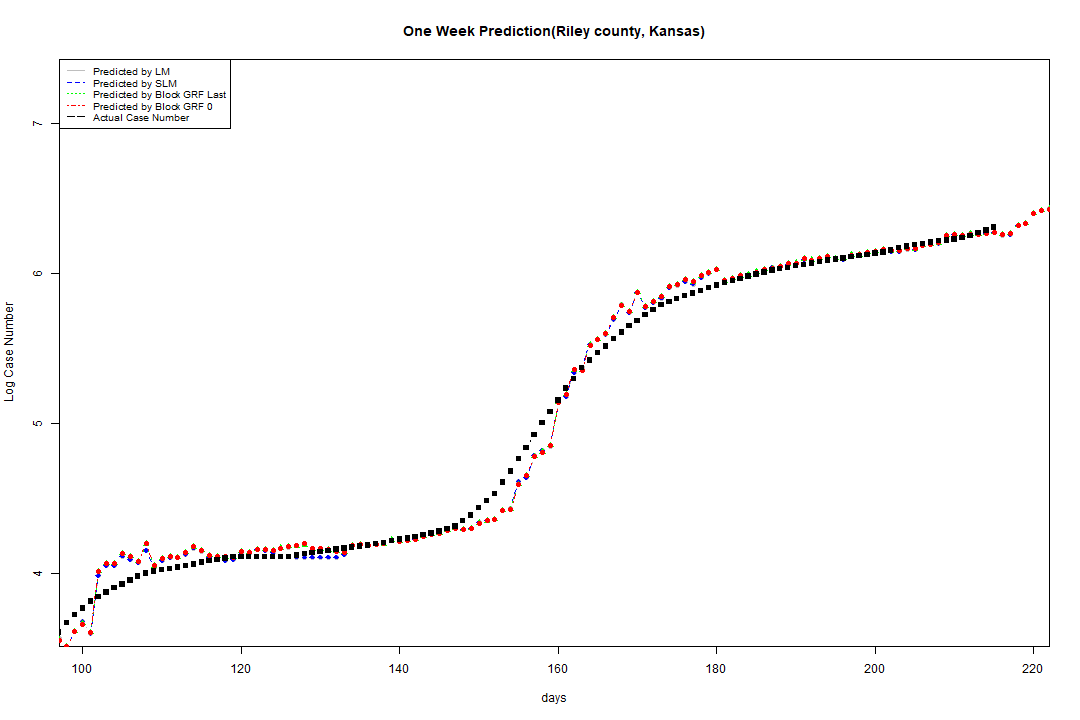 One Week Prediction(Riley county, Kansas)
Predicted by LM
Predicted by SLM
Predicted by Block GRF Last
Predicted by Block GRF 0
Actual Case Number
7
6
5
4
Log Case Number
100 120 140 160 180 200 220
days